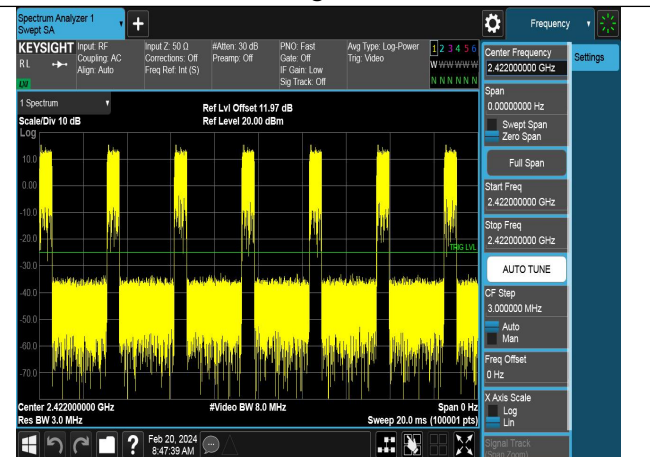 Spectrum Analyzer 1
Swept SA
+
Frequency
KEYSIGHT
RL
LXI
Input: RF
Coupling: AC
Align: Auto
Input Z: 50 Ω
Corrections: Off
Freq Ref: Int (S)
#Atten: 30 dB
Preamp: Off
PNO: Fast
Gate: Off
IF Gain: Low
Sig Track: Off
Avg Type: Log-Power
Trig: Video
1 2 3 4 5 6
W W W W W W
N N N N N N
1 Spectrum
Scale/Div 10 dB
Ref Lvl Offset 11.97 dB
Ref Level 20.00 dBm
Log
10.0
0.00
-10.0
-20.0
-30.0
-40.0
-50.0
-60.0
-70.0
TRIG LVL
Center 2.422000000 GHz
#Video BW 8.0 MHz
Span 0 Hz
Res BW 3.0 MHz
Sweep 20.0 ms (100001 pts)
Center Frequency
2.422000000 GHz
Settings
Span
0.00000000 Hz
Swept Span
Zero Span
Full Span
Start Freq
2.422000000 GHz
Stop Freq
2.422000000 GHz
AUTO TUNE
CF Step
3.000000 MHz
Auto
Man
Freq Offset
0 Hz
X Axis Scale
Log
Lin
Signal Track
(Span Zoom)
?
Feb 20, 2024
8:47:39 AM